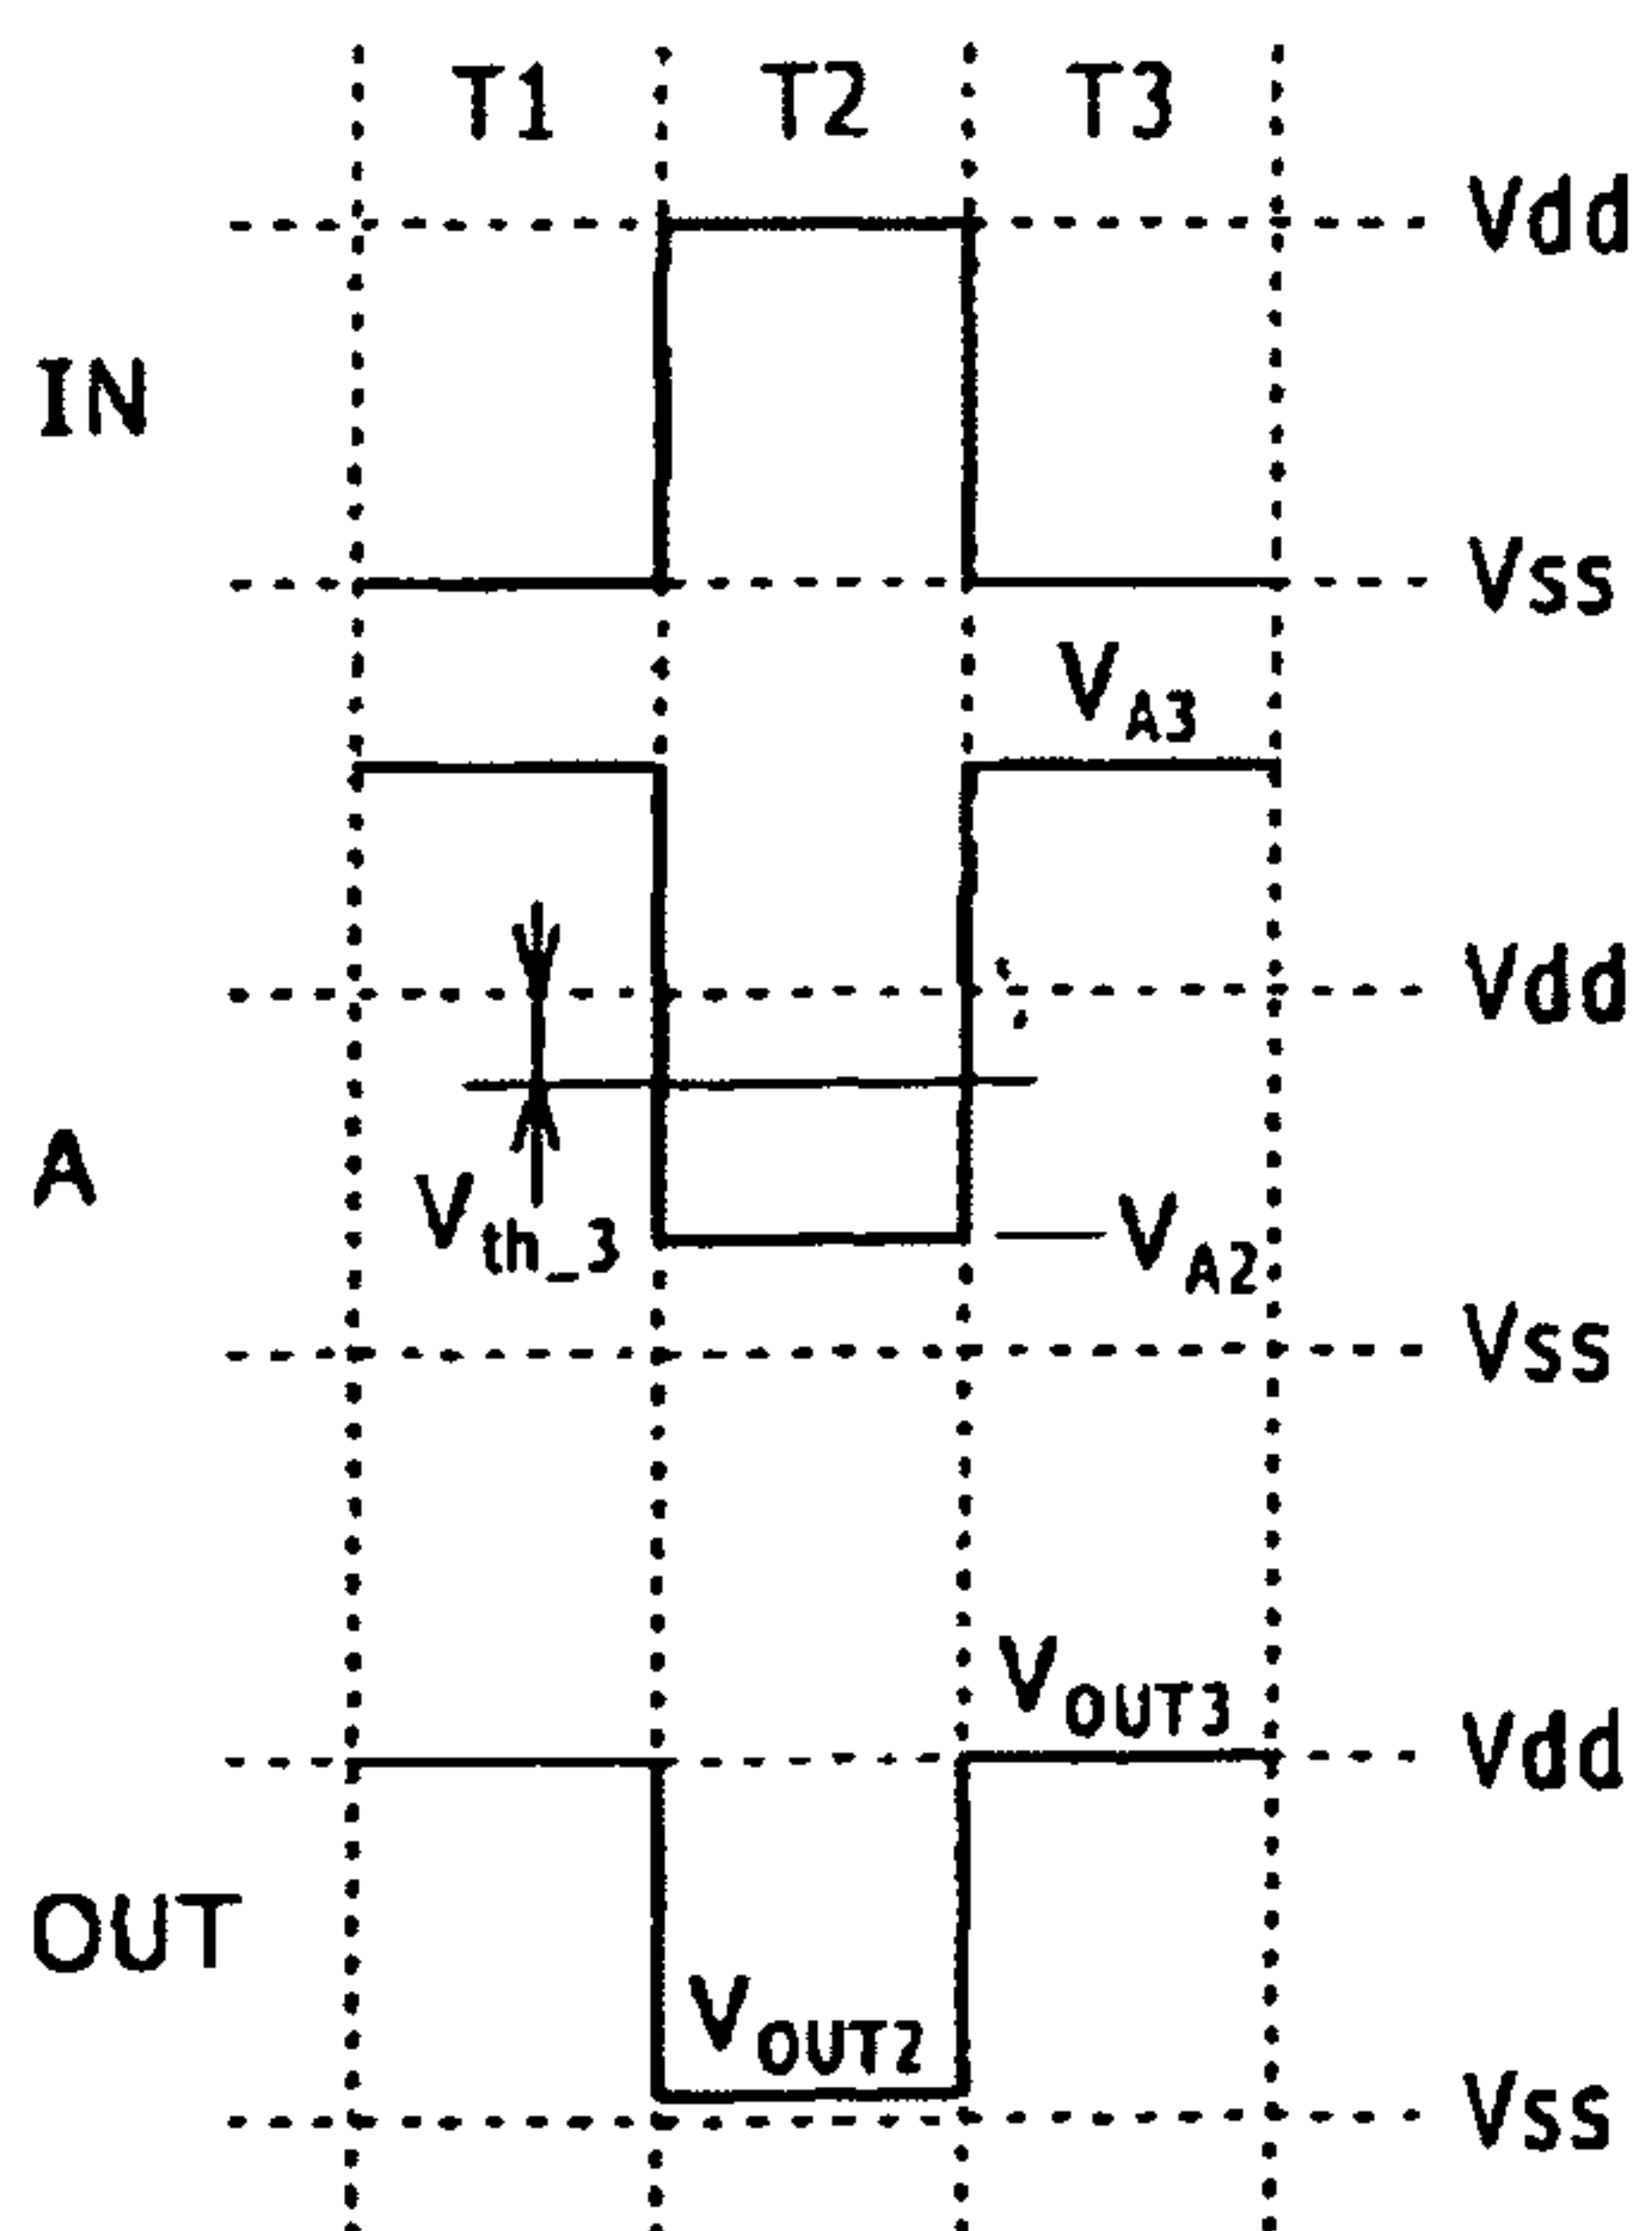 T1 T2 T3
Vdd
IN
Vss
VA3
Vdd
A
Vth_3
VA2
Vss
VOUT3
Vdd
OUT
VOUT2
Vss